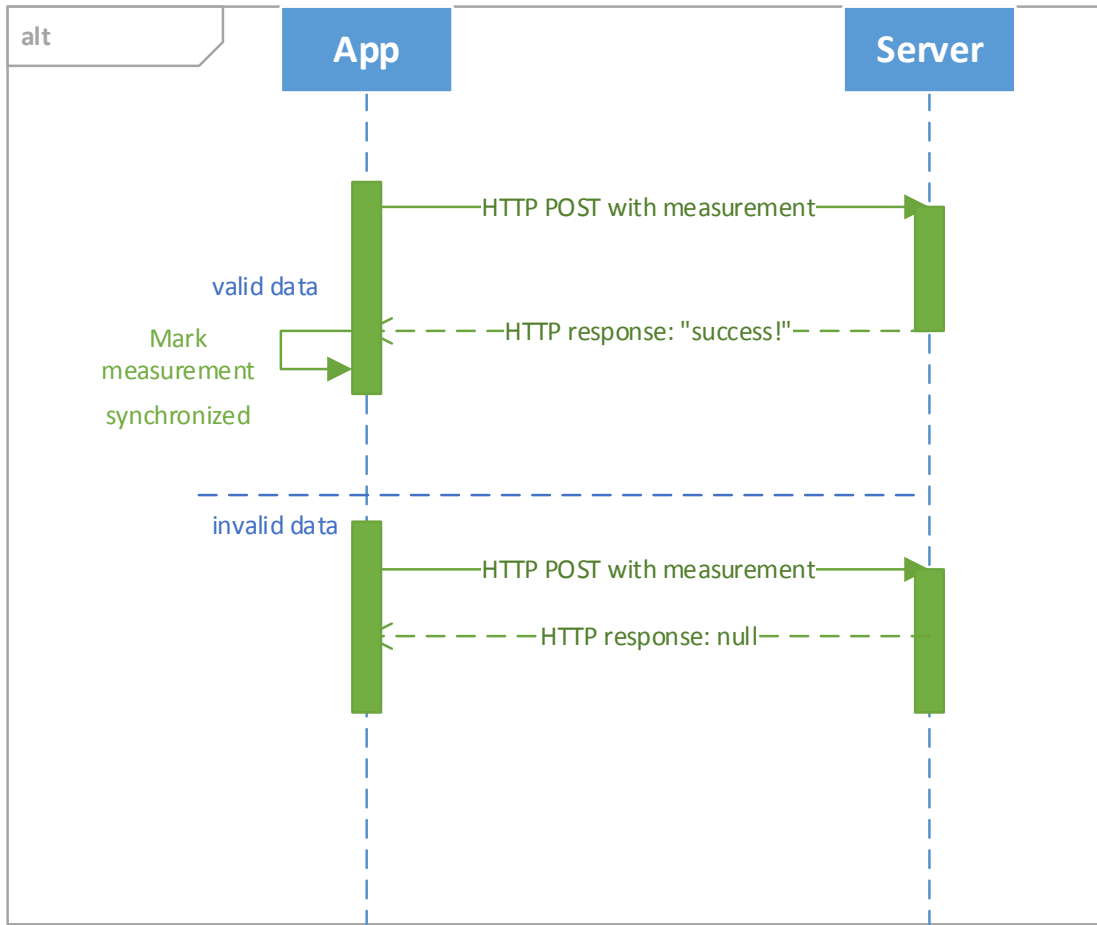 alt
App
Server
HTTP POST with measurement
valid data
HTTP response: "success!"
Mark
measurement
synchronized
invalid data
HTTP POST with measurement
HTTP response: null